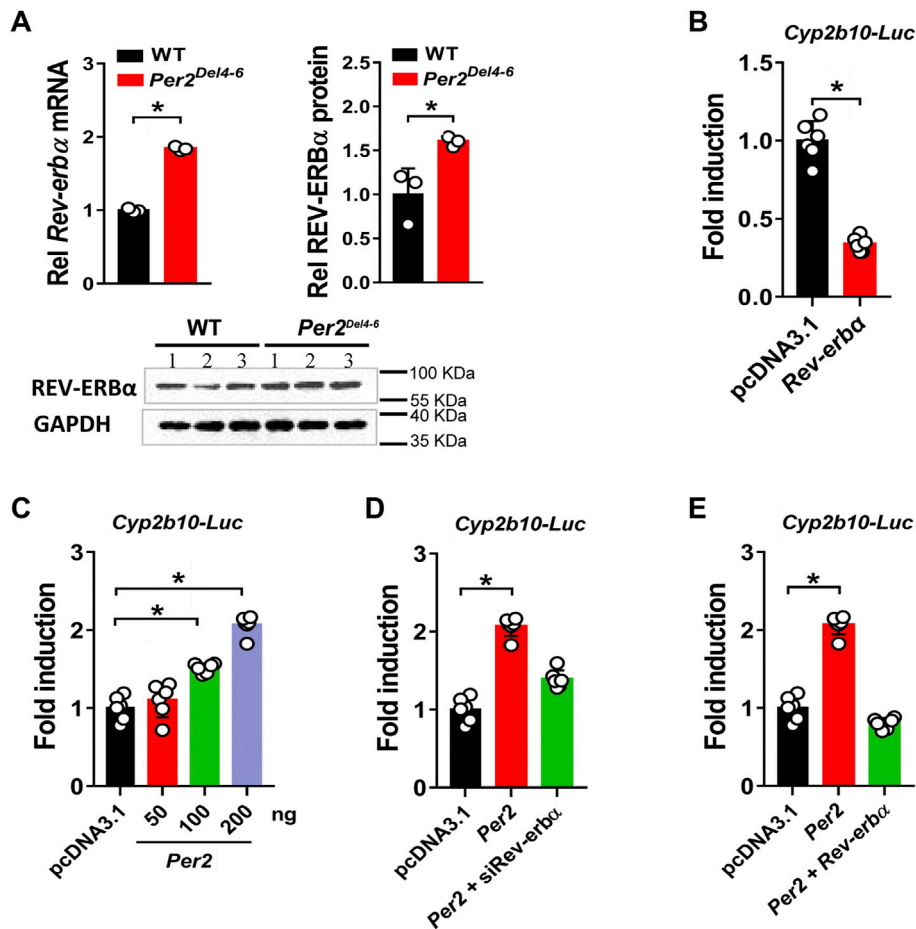 A
WT
Per2Del4-6
Rel Rev-erbα mRNA
3
2
1
0
*
WT
Per2Del4-6
Rel REV-ERBα protein
2.0
1.5
1.0
0.5
0.0
*
WT
Per2Del4-6
1 2 3 1 2 3
REV-ERBα
100 KDa
55 KDa
GAPDH
40 KDa
35 KDa
B
Cyp2b10-Luc
Fold induction
1.5
1.0
0.5
0.0
*
pcDNA3.1
Rev-erbα
C
Cyp2b10-Luc
Fold induction
3
2
1
0
*
*
pcDNA3.1
50
100
200
ng
Per2
D
Cyp2b10-Luc
Fold induction
3
2
1
0
*
pcDNA3.1
Per2
Per2 + siRev-erbα
E
Cyp2b10-Luc
Fold induction
3
2
1
0
*
pcDNA3.1
Per2
Per2 + Rev-erbα